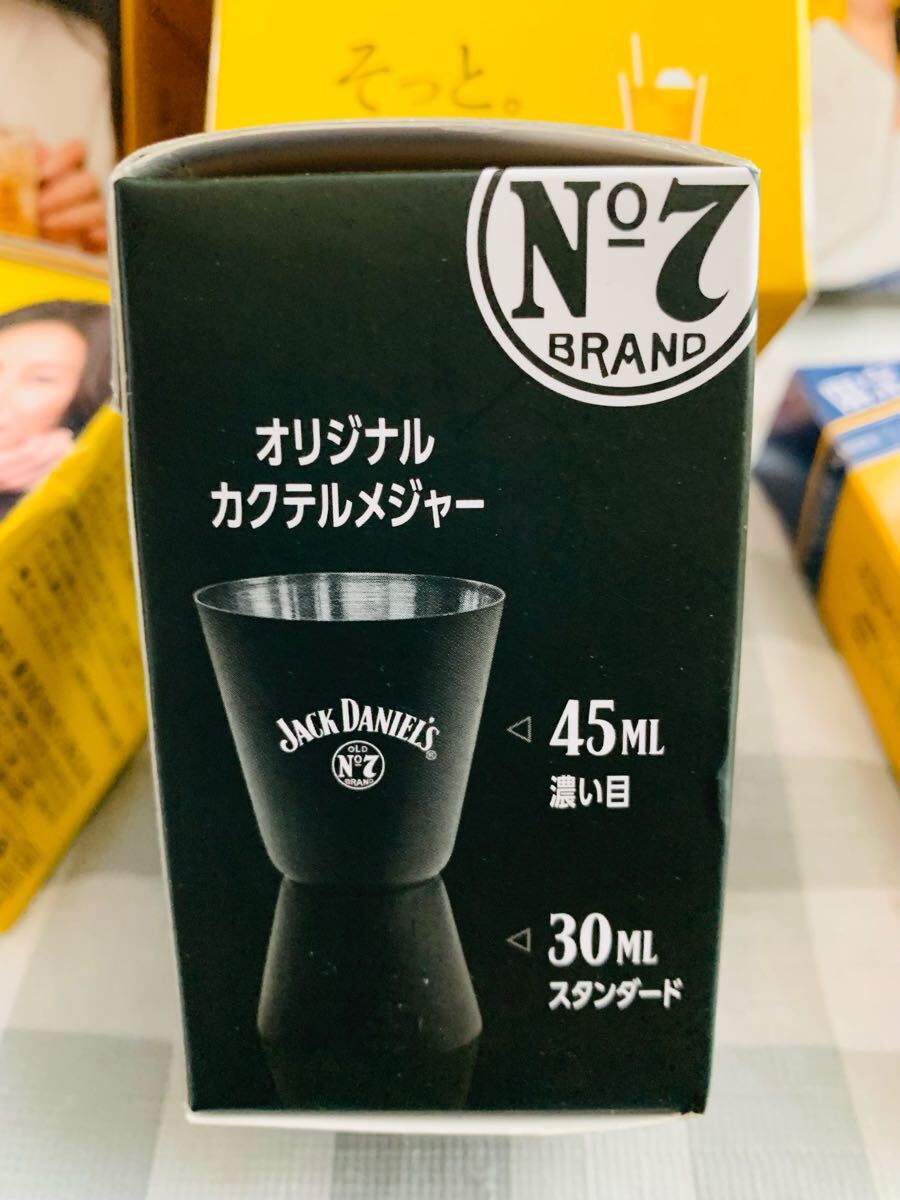 そっと。
Nº7
BRAND
オリジナル
カクテルメジャー
JACK DANIEL'S®
OLD
Nº7
BRAND
45ML
濃い目
30ML
スタンダード